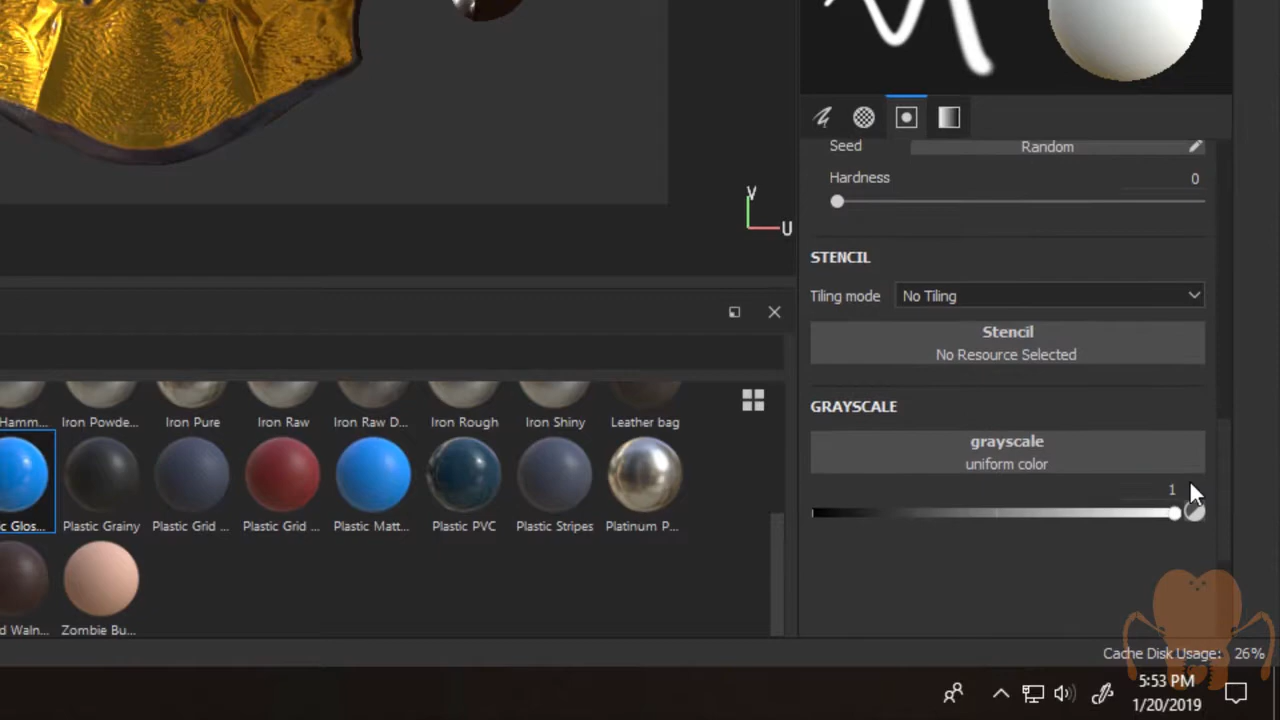 Seed
Random
Hardness
0
V
U
STENCIL
Tiling mode
No Tiling
Stencil
No Resource Selected
GRAYSCALE
grayscale
uniform color
1
Hamm...
Iron Powde...
Iron Pure
Iron Raw
Iron Raw D...
Iron Rough
Iron Shiny
Leather bag
c Glos...
Plastic Grainy
Plastic Grid ...
Plastic Grid ...
Plastic Matt...
Plastic PVC
Plastic Stripes
Platinum P...
d Waln...
Zombie Bu...
Cache Disk Usage: 26%
5:53 PM
1/20/2019